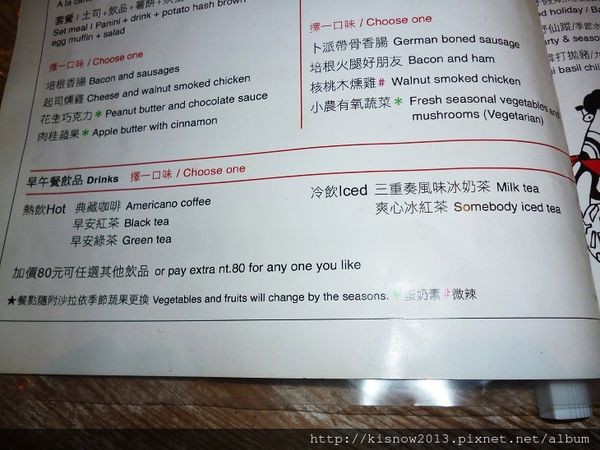 套餐 | 土司+飲品+薯餅+
Set meal | Panini + drink + potato hash brown
egg muffin + salad
擇一口味 / Choose one
培根香腸 Bacon and sausages
起司燻雞 Cheese and walnut smoked chicken
花生巧克力* Peanut butter and chocolate sauce
肉桂蘋果* Apple butter with cinnamon
擇一口味 / Choose one
卜派帶骨香腸 German boned sausage
培根火腿好朋友 Bacon and ham
核桃木燻雞# Walnut smoked chicken
小農有氧蔬菜* Fresh seasonal vegetables and
mushrooms (Vegetarian)
早午餐飲品 Drinks 擇一口味 / Choose one
熱飲Hot 典藏咖啡 Americano coffee
早安紅茶 Black tea
早安綠茶 Green tea
冷飲Iced 三重奏風味冰奶茶 Milk tea
爽心冰紅茶 Somebody iced tea
加價80元可任選其他飲品 or pay extra nt.80 for any one you like
★餐點隨附沙拉依季節蔬果更換 Vegetables and fruits will change by the seasons. *蛋奶素 #微辣
nd holiday / B
party & season
basil chi
http://kisnow2013.pixnet.net/album